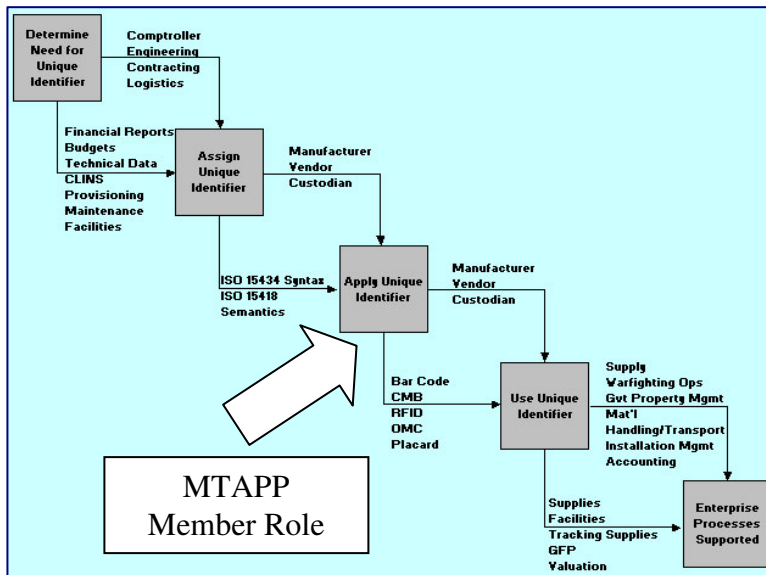 Determine
Need for
Unique
Identifier
Comptroller
Engineering
Contracting
Logistics
Financial Reports
Budgets
Technical Data
CLINS
Provisioning
Maintenance
Facilities
Assign
Unique
Identifier
Manufacturer
Vendor
Custodian
ISO 15434 Syntax
ISO 15418
Semantics
Apply Unique
Identifier
Manufacturer
Vendor
Custodian
Bar Code
CMB
RFID
OMC
Placard
Use Unique
Identifier
Supply
Warfighting Ops
Gvt Property Mgmt
Mat'l
Handling/Transport
Installation Mgmt
Accounting
Supplies
Facilities
Tracking Supplies
GFP
Valuation
Enterprise
Processes
Supported
MTAPP
Member Role